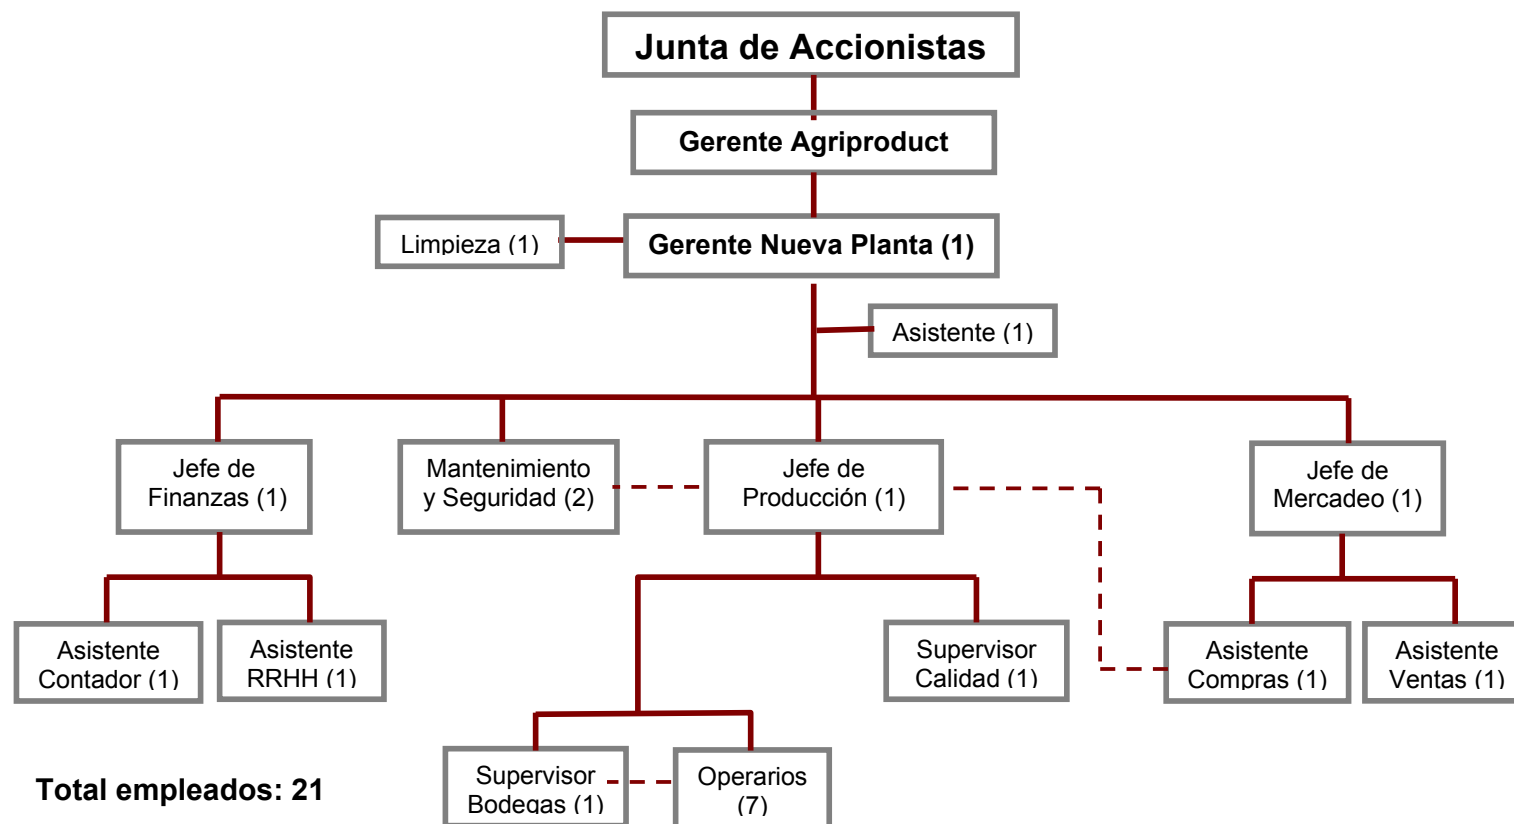 Junta de Accionistas
Gerente Agriproduct
Limpieza (1)
Gerente Nueva Planta (1)
Asistente (1)
Jefe de
Finanzas (1)
Mantenimiento
y Seguridad (2)
Jefe de
Producción (1)
Jefe de
Mercadeo (1)
Asistente
Contador (1)
Asistente
RRHH (1)
Supervisor
Calidad (1)
Asistente
Compras (1)
Asistente
Ventas (1)
Supervisor
Bodegas (1)
Operarios
(7)
Total empleados: 21